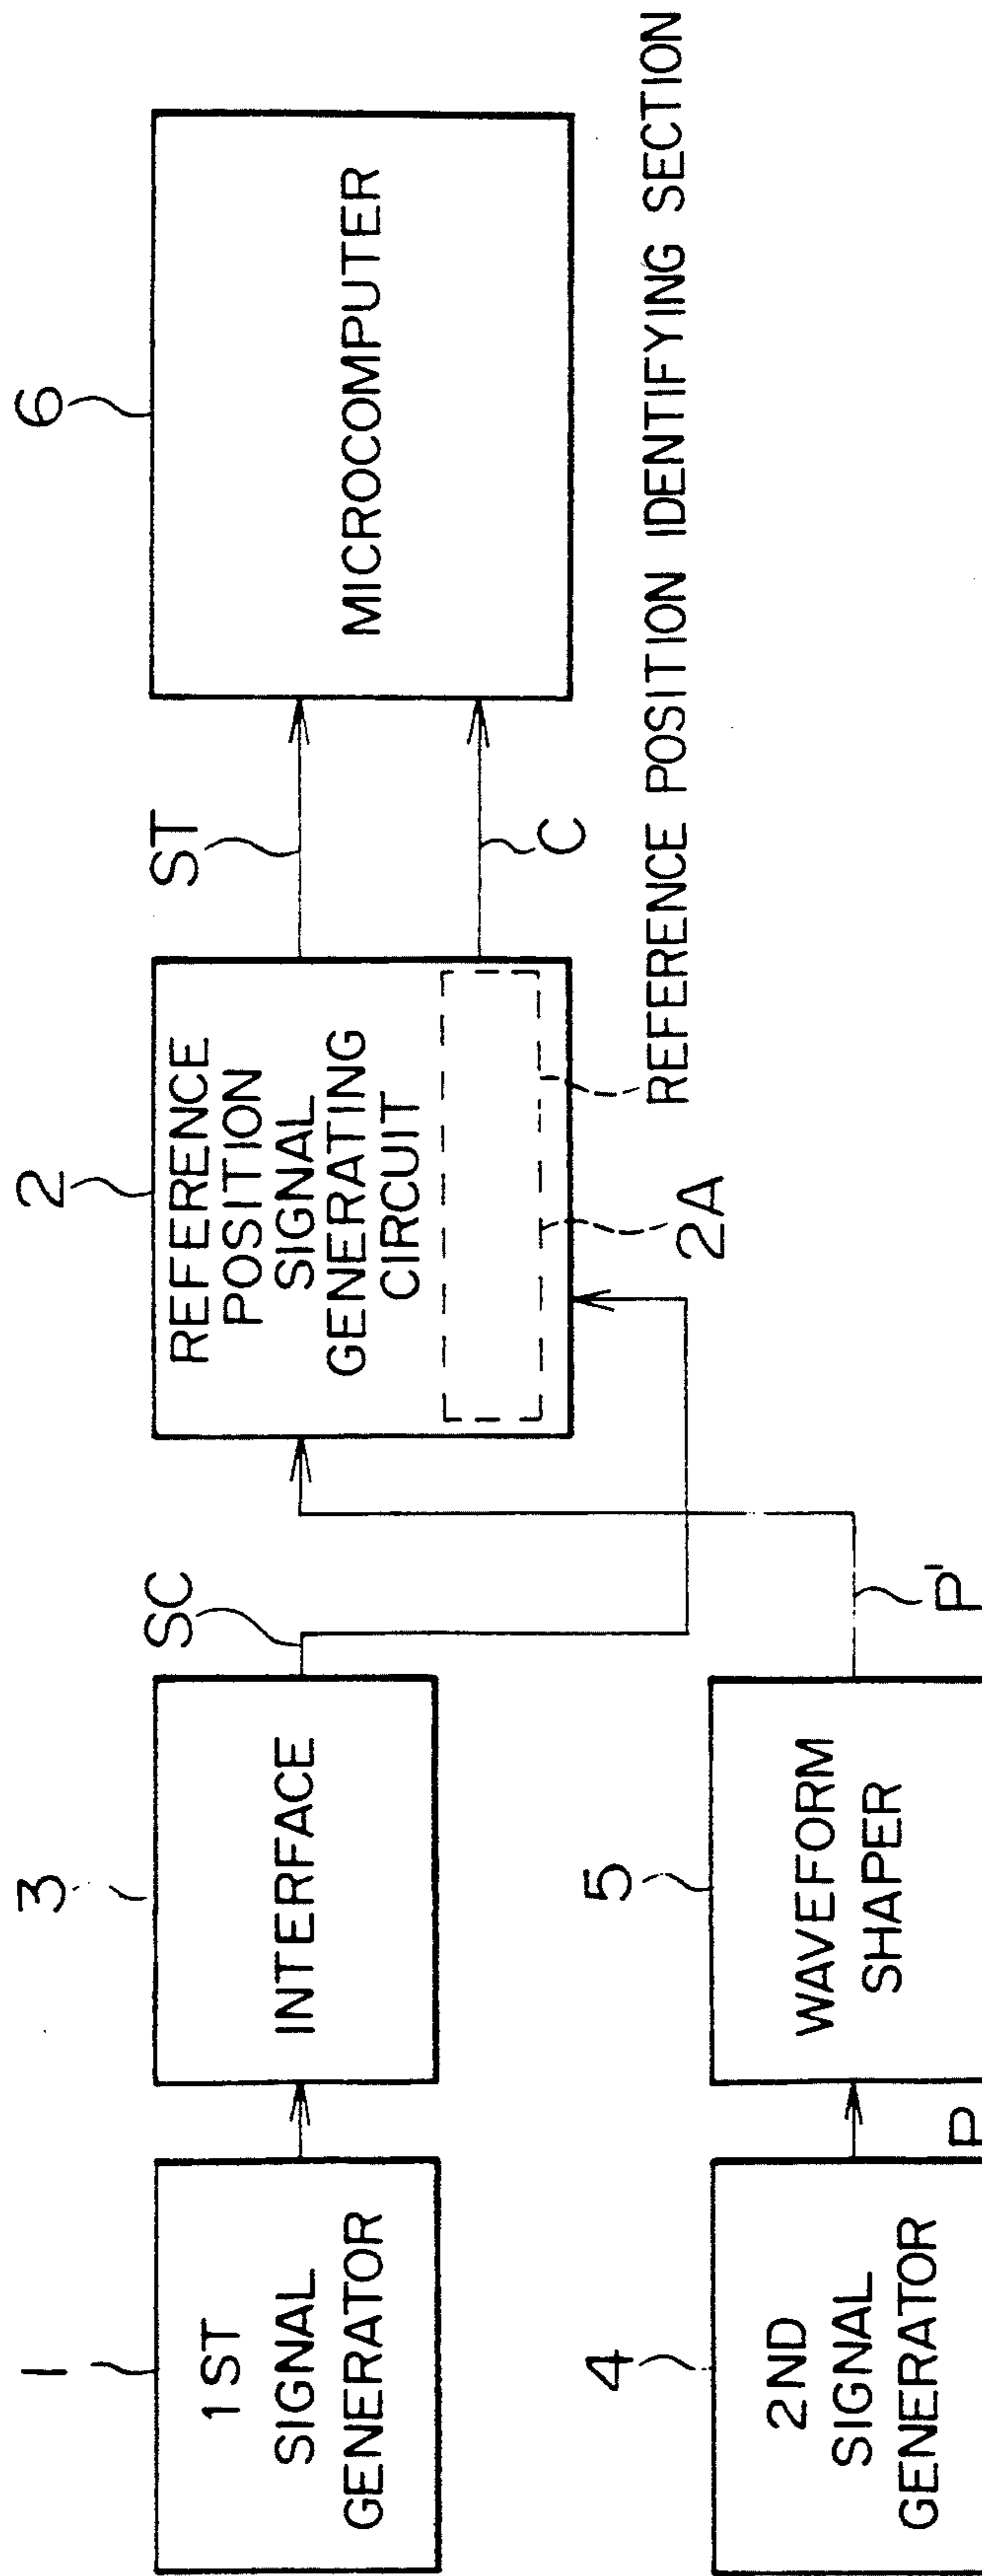 1
1ST
SIGNAL
GENERATOR
3
INTERFACE
SC
2
REFERENCE
POSITION
SIGNAL
GENERATING
CIRCUIT
2A
REFERENCE POSITION IDENTIFYING SECTION
ST
C
6
MICROCOMPUTER
4
2ND
SIGNAL
GENERATOR
P
5
WAVEFORM
SHAPER
P'